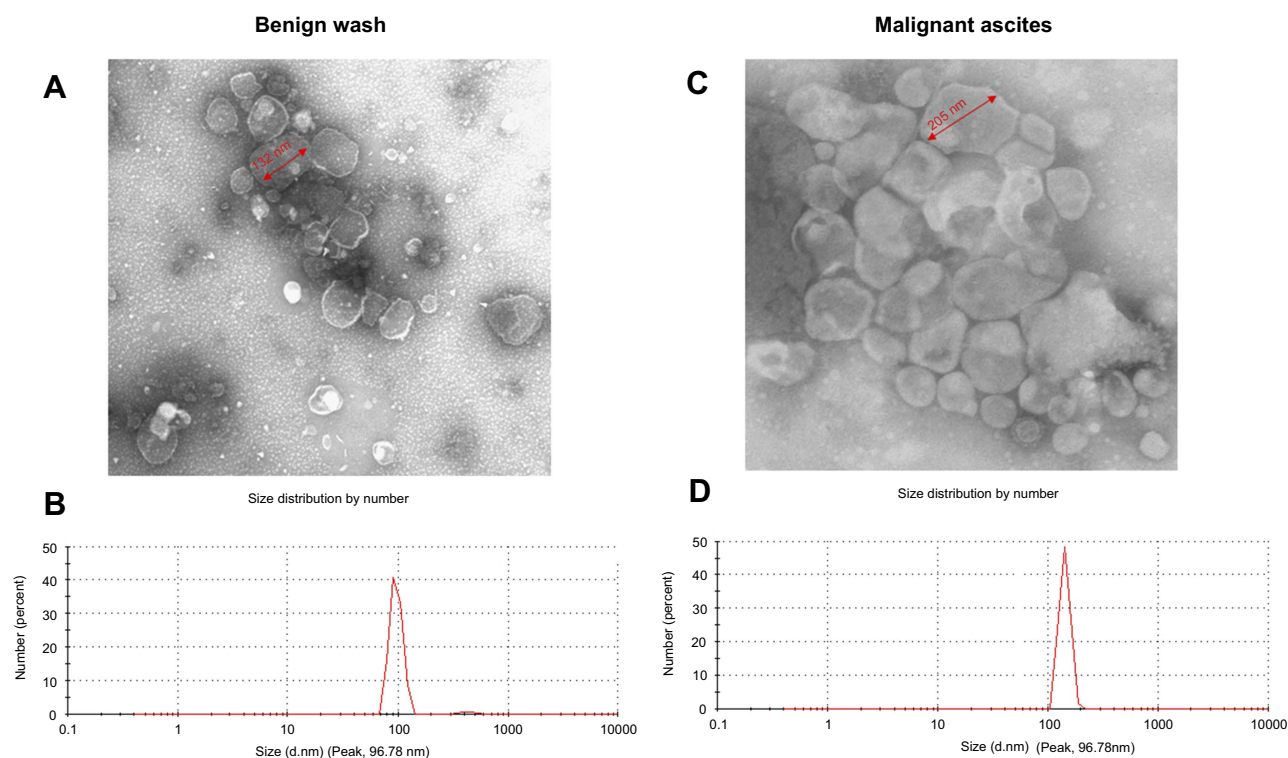 Benign wash
Malignant ascites
A
132 nm
C
205 nm
B
Size distribution by number
Number (percent)
50
40
30
20
10
0
0.1 1 10 100 1000 10000
Size (d.nm) (Peak, 96.78 nm)
D
Size distribution by number
Number (percent)
50
40
30
20
10
0
0.1 1 10 100 1000 10000
Size (d.nm) (Peak, 96.78nm)